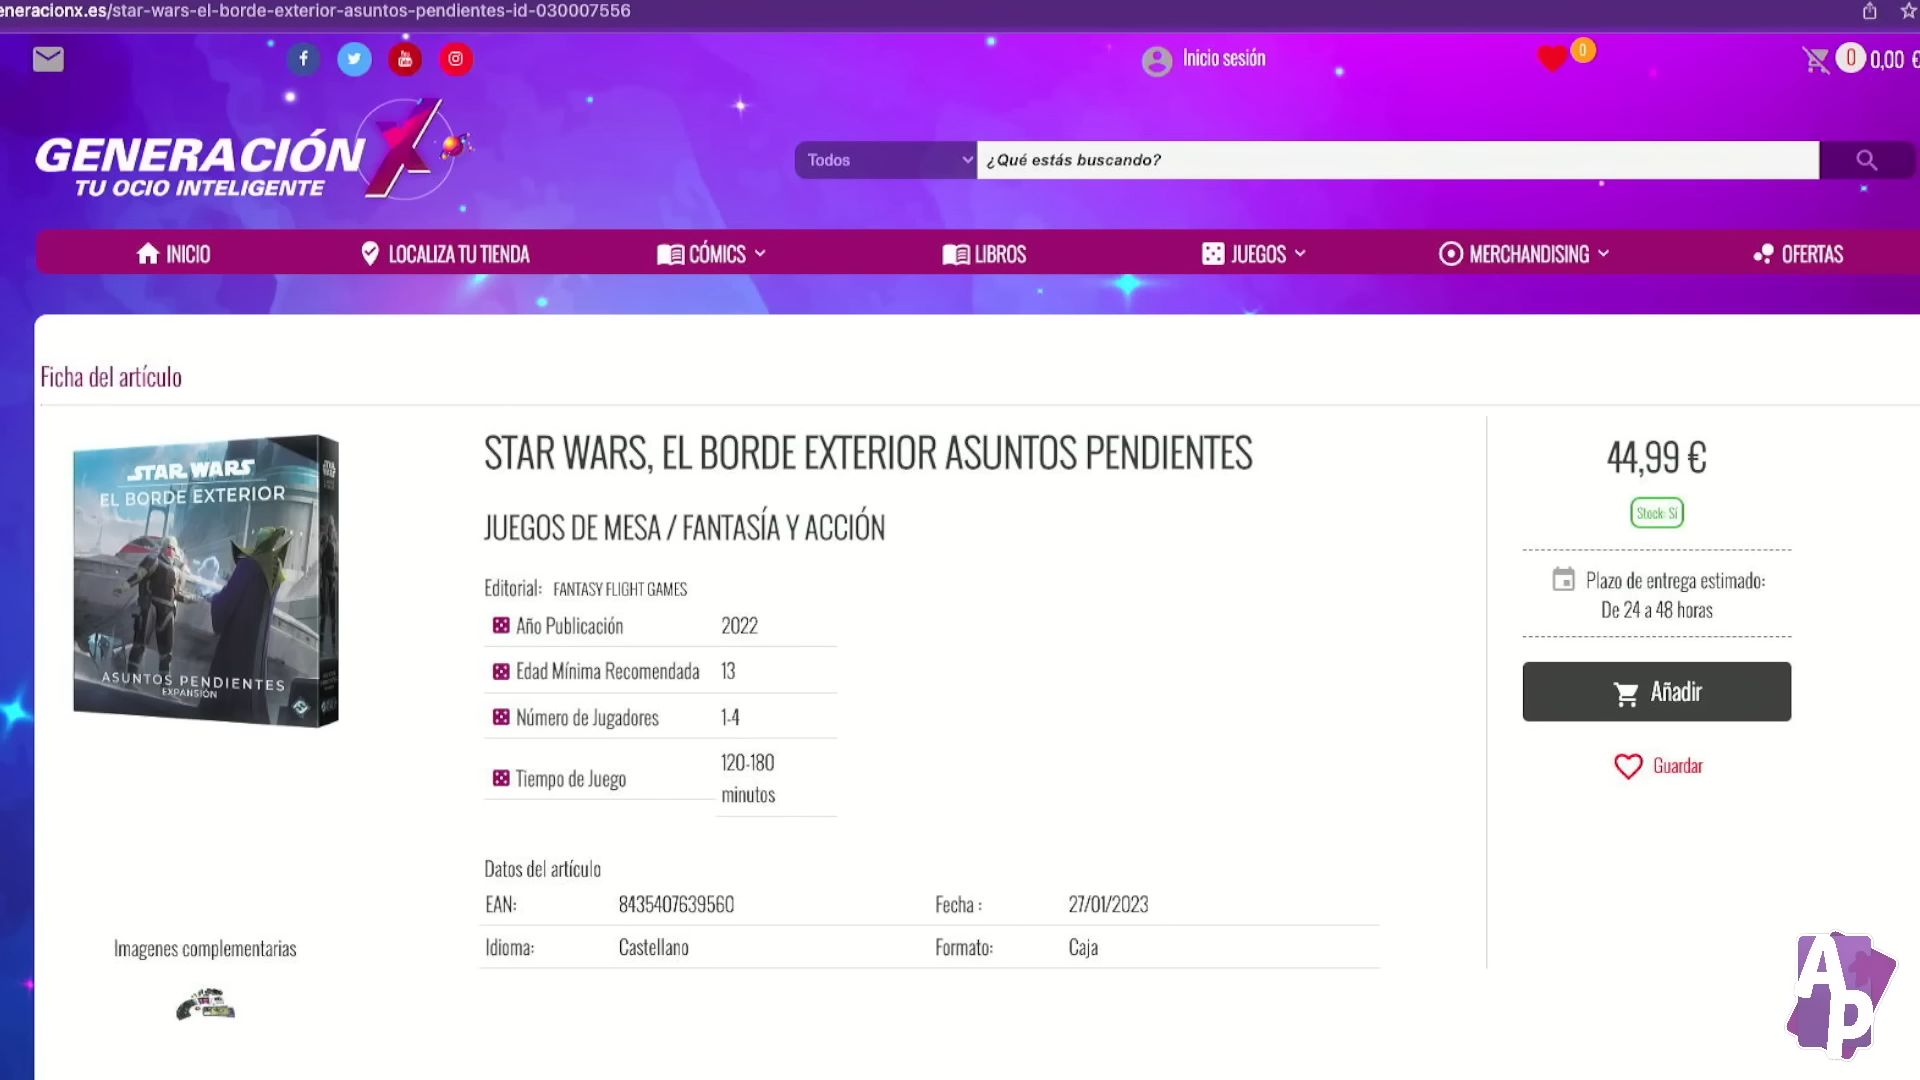 eneracionx.es/star-wars-el-borde-exterior-asuntos-pendientes-id-030007556
Inicio sesión
0
0
0,00 €
GENERACIÓN X
TU OCIO INTELIGENTE
Todos
¿Qué estás buscando?
INICIO
LOCALIZA TU TIENDA
CÓMICS
LIBROS
JUEGOS
MERCHANDISING
OFERTAS
Ficha del artículo
STAR WARS
EL BORDE EXTERIOR
ASUNTOS PENDIENTES
EXPANSIÓN
STAR WARS, EL BORDE EXTERIOR ASUNTOS PENDIENTES
JUEGOS DE MESA / FANTASÍA Y ACCIÓN
Editorial: FANTASY FLIGHT GAMES
Año Publicación 2022
Edad Mínima Recomendada 13
Número de Jugadores 1-4
Tiempo de Juego 120-180 minutos
Datos del artículo
EAN: 8435407639560 Fecha : 27/01/2023
Idioma: Castellano Formato: Caja
Imagenes complementarias
44,99 €
Stock: Sí
Plazo de entrega estimado:
De 24 a 48 horas
Añadir
Guardar
AP